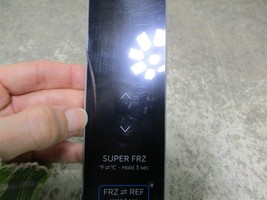 SUPER FRZ
°F ⇄ °C - Hold 3 sec
FRZ ⇄ REF